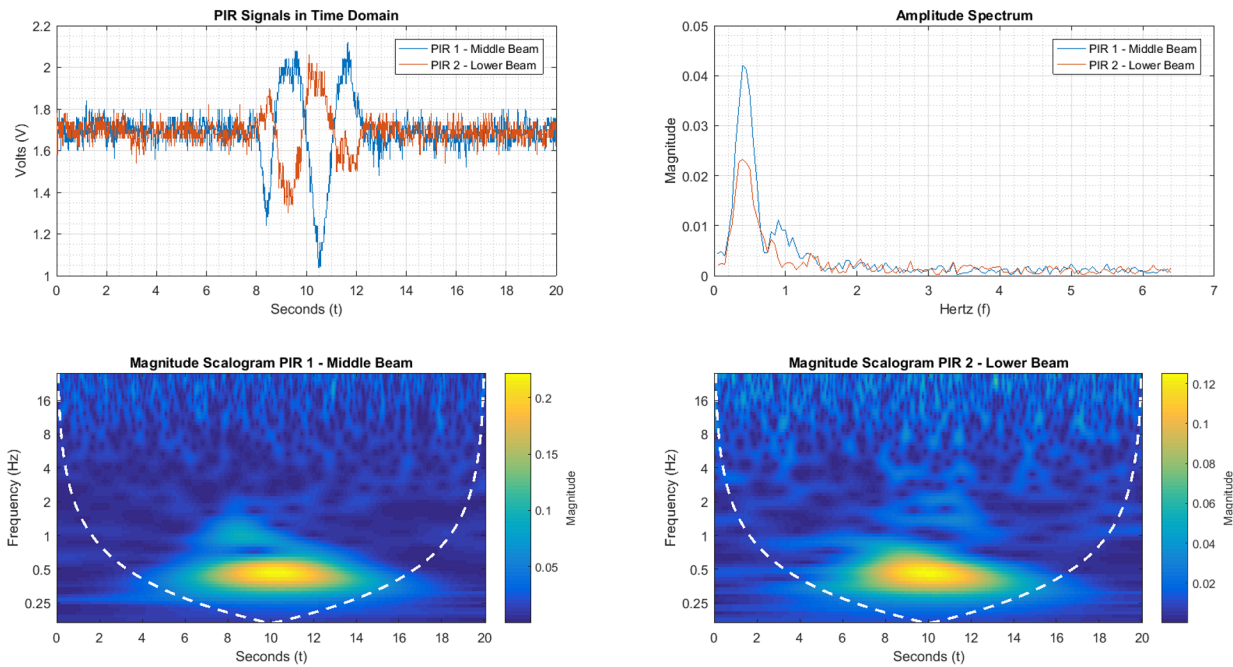 PIR Signals in Time Domain
2.2
2
1.8
1.6
1.4
1.2
1
Volts (V)
PIR 1 - Middle Beam
PIR 2 - Lower Beam
0 2 4 6 8 10 12 14 16 18 20
Seconds (t)
Amplitude Spectrum
0.05
0.04
0.03
0.02
0.01
0
Magnitude
PIR 1 - Middle Beam
PIR 2 - Lower Beam
0 1 2 3 4 5 6 7
Hertz (f)
Magnitude Scalogram PIR 1 - Middle Beam
16
8
4
2
1
0.5
0.25
Frequency (Hz)
0 2 4 6 8 10 12 14 16 18 20
Seconds (t)
0.2
0.15
0.1
0.05
Magnitude
Magnitude Scalogram PIR 2 - Lower Beam
16
8
4
2
1
0.5
0.25
Frequency (Hz)
0 2 4 6 8 10 12 14 16 18 20
Seconds (t)
0.12
0.1
0.08
0.06
0.04
0.02
Magnitude